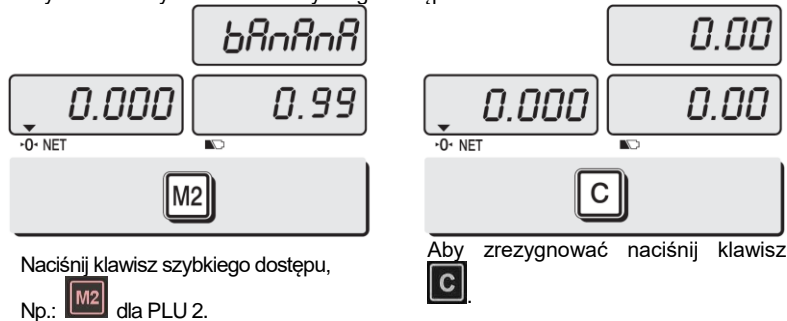 bAnAnA
0.000 0.99
►0◄ NET
M2
Naciśnij klawisz szybkiego dostępu,
Np.: M2 dla PLU 2.
0.00
0.000 0.00
►0◄ NET
C
Aby zrezygnować naciśnij klawisz
C.